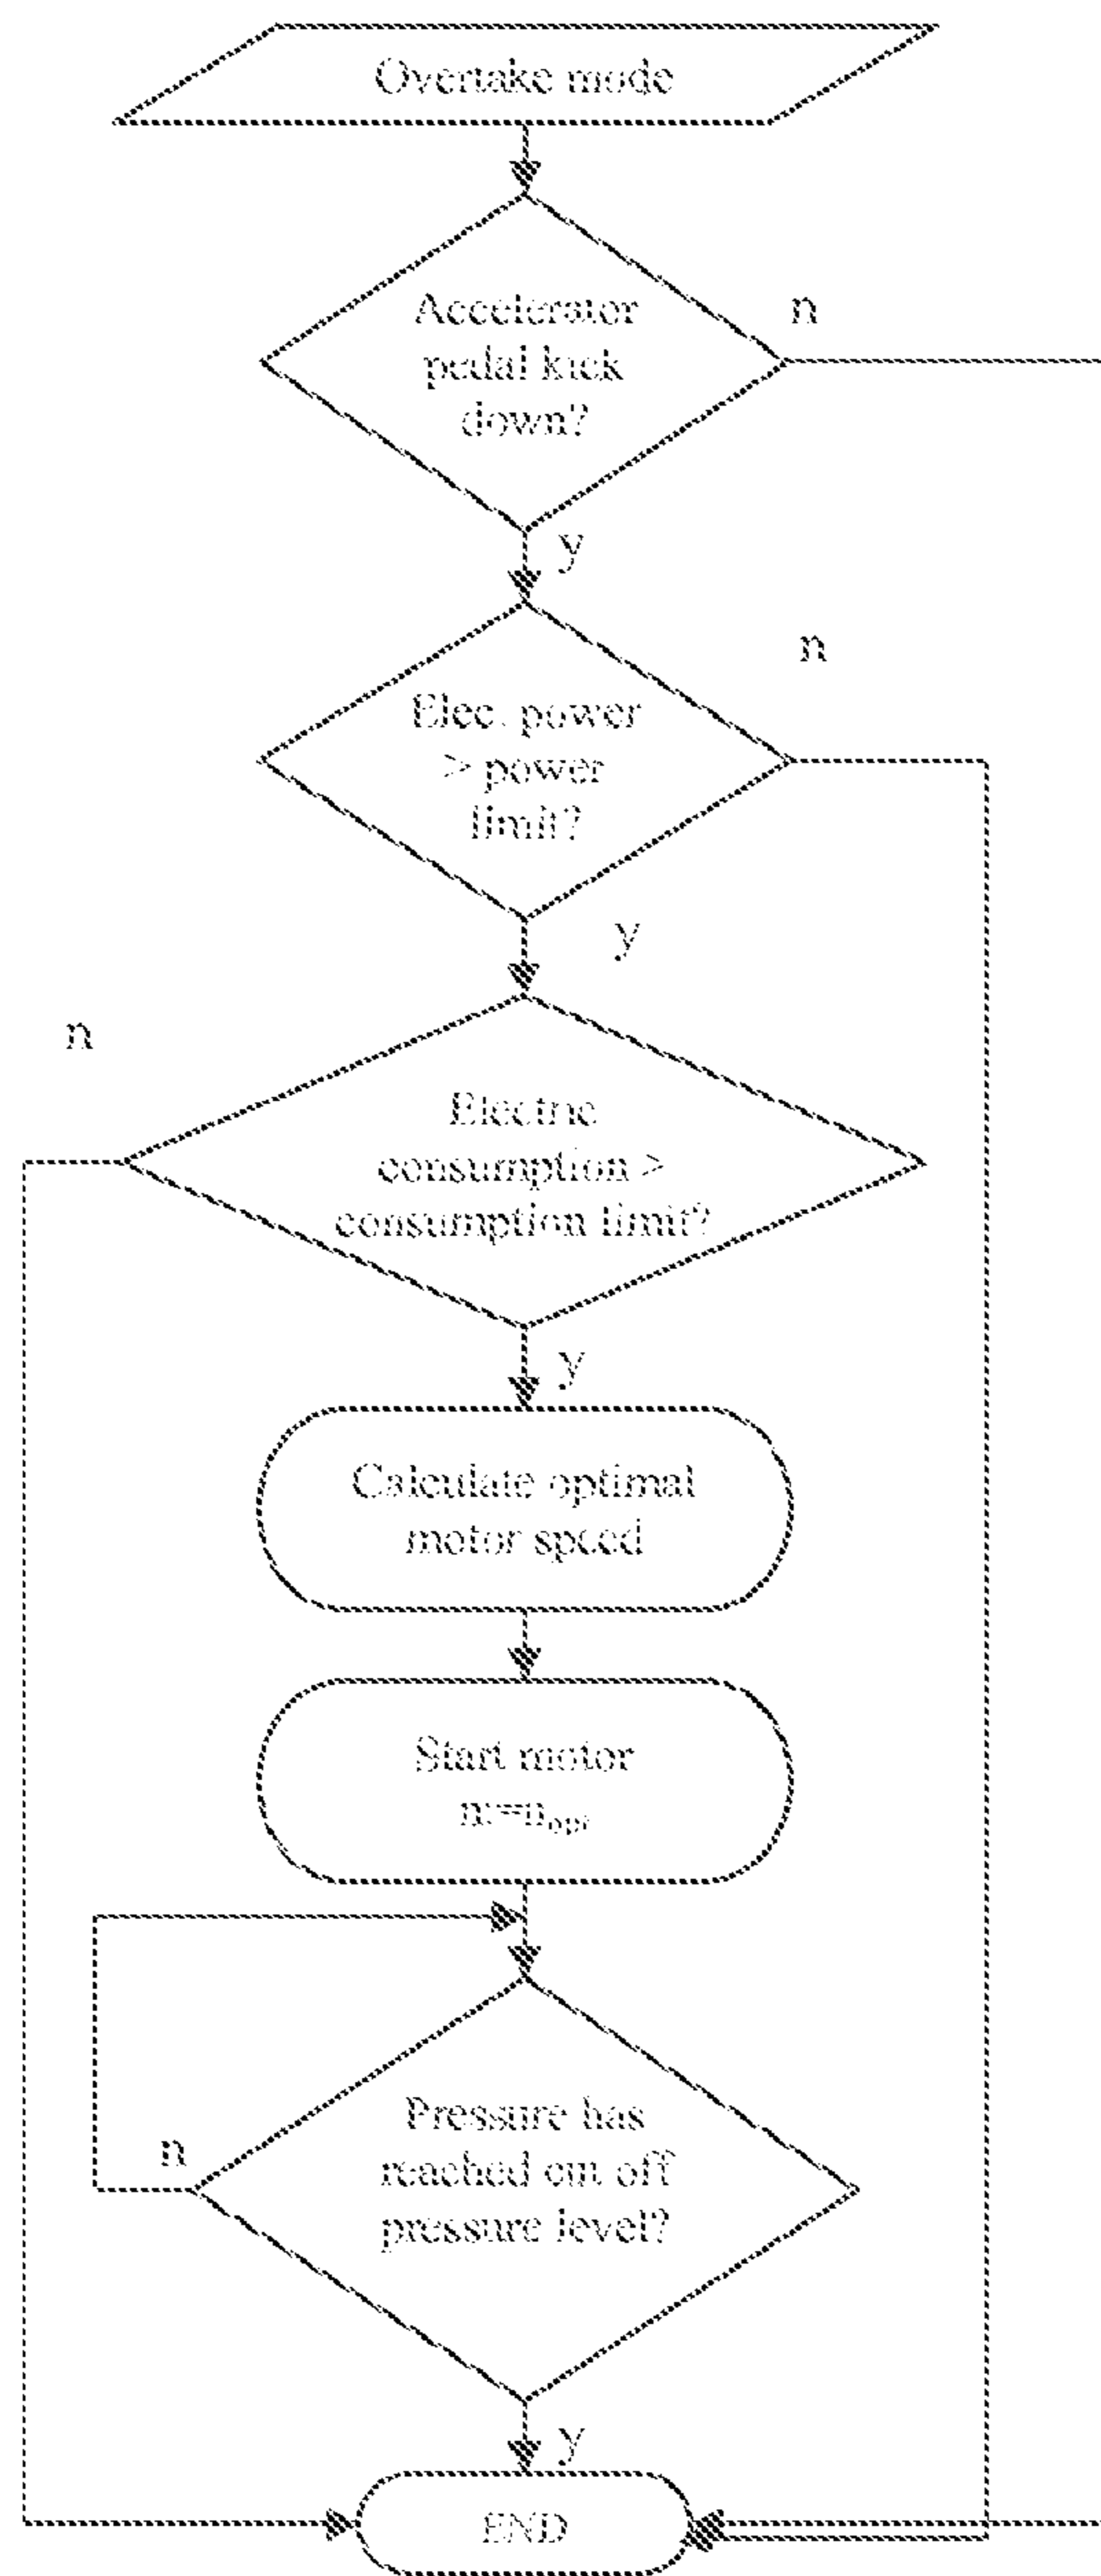 Overtake mode
Accelerator
pedal kick
down?
n
y
Elec. power
> power
limit?
n
y
Electric
consumption >
consumption limit?
n
y
Calculate optimal
motor speed
Start motor
n:=nopt
Pressure has
reached cut off
pressure level?
n
y
END